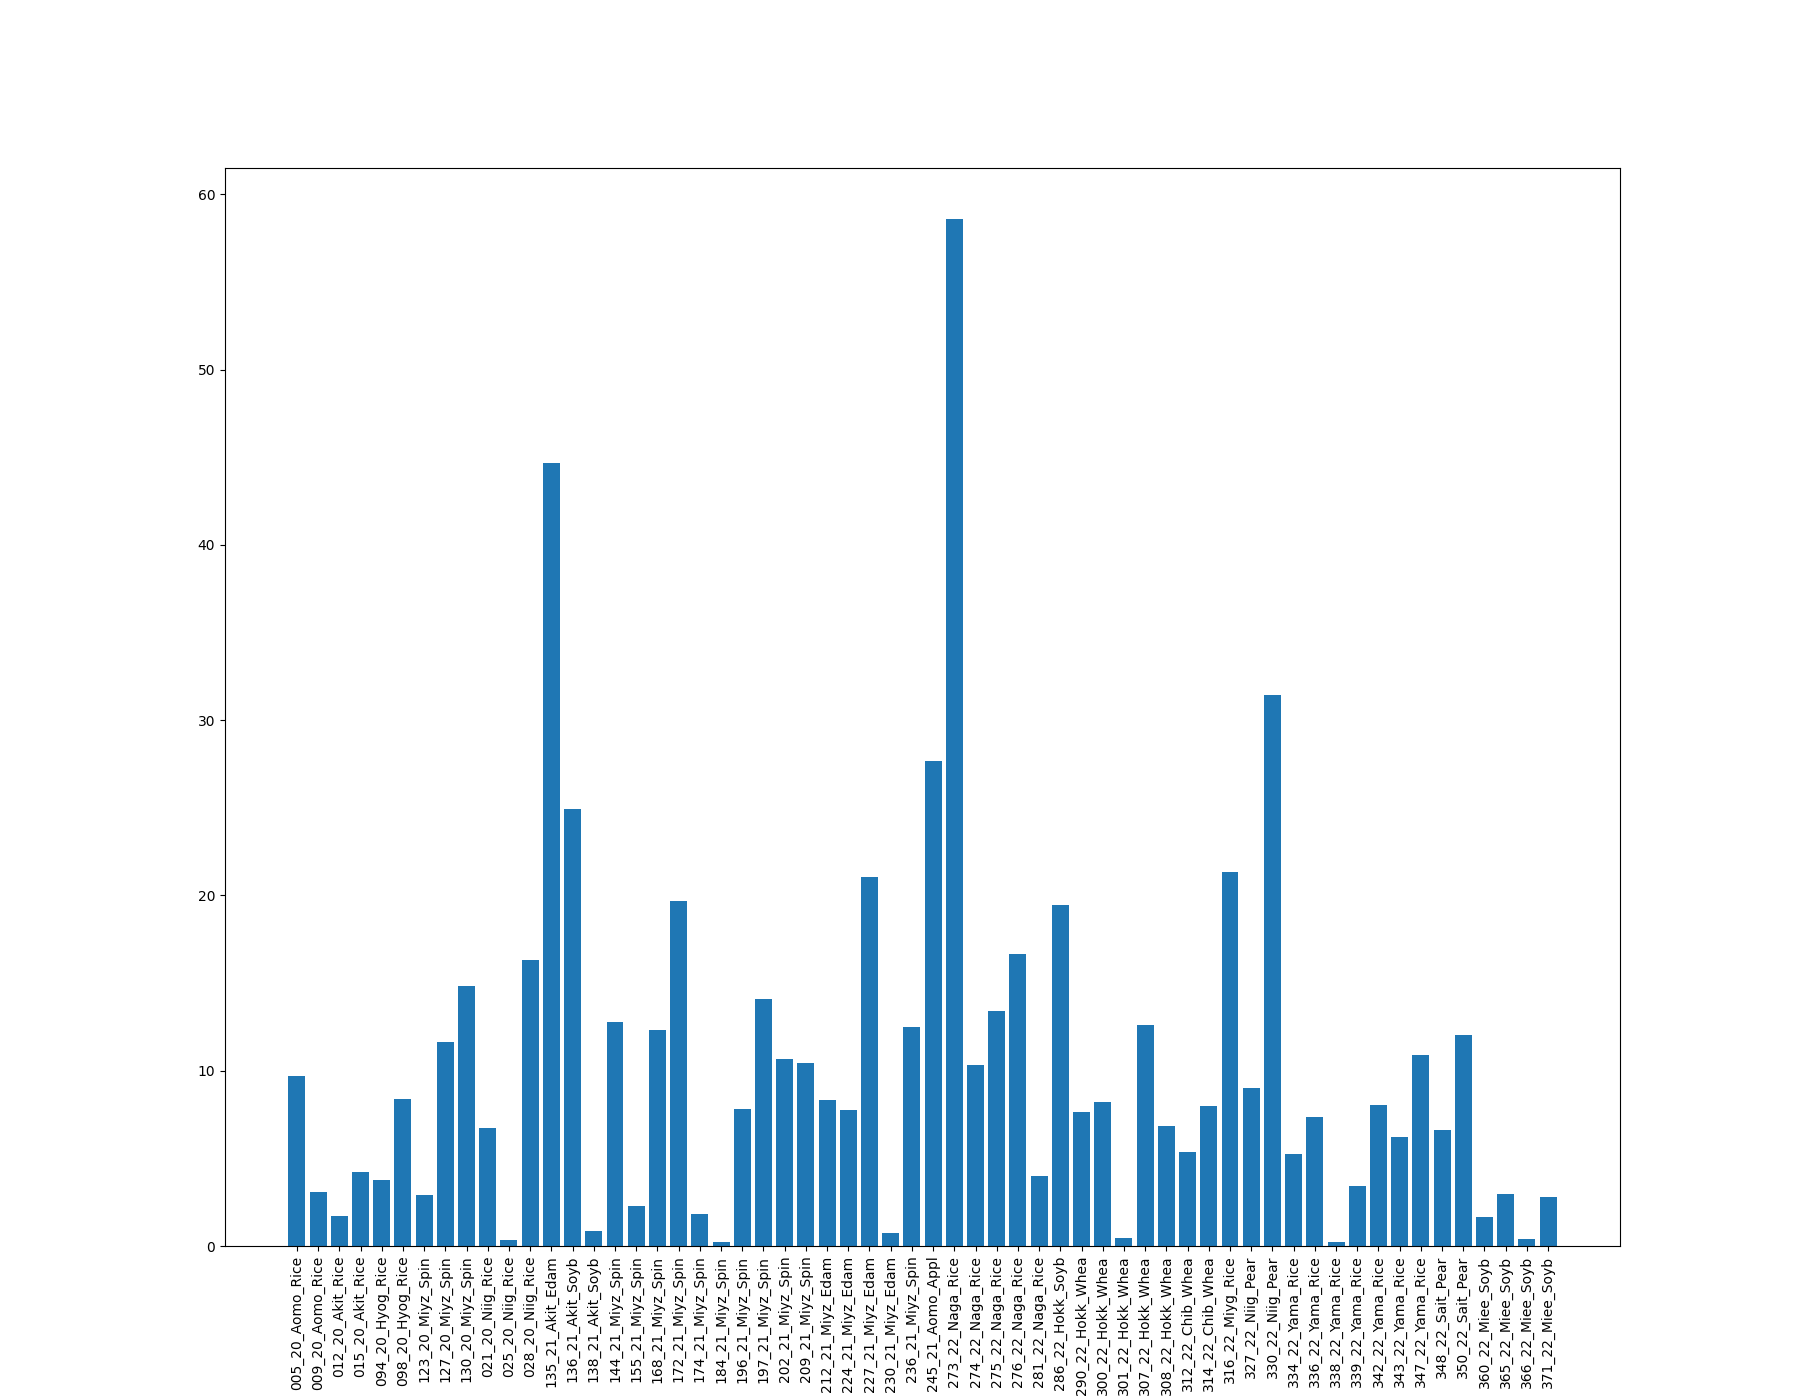 60
50
40
30
20
10
0
005_20_Aomo_Rice
009_20_Aomo_Rice
012_20_Akit_Rice
015_20_Akit_Rice
094_20_Hyog_Rice
098_20_Hyog_Rice
123_20_Miyz_Spin
127_20_Miyz_Spin
130_20_Miyz_Spin
021_20_Niig_Rice
025_20_Niig_Rice
028_20_Niig_Rice
135_21_Akit_Edam
136_21_Akit_Soyb
138_21_Akit_Soyb
144_21_Miyz_Spin
155_21_Miyz_Spin
168_21_Miyz_Spin
172_21_Miyz_Spin
174_21_Miyz_Spin
184_21_Miyz_Spin
196_21_Miyz_Spin
197_21_Miyz_Spin
202_21_Miyz_Spin
209_21_Miyz_Spin
212_21_Miyz_Edam
224_21_Miyz_Edam
227_21_Miyz_Edam
230_21_Miyz_Edam
236_21_Miyz_Spin
245_21_Aomo_Appl
273_22_Naga_Rice
274_22_Naga_Rice
275_22_Naga_Rice
276_22_Naga_Rice
281_22_Naga_Rice
286_22_Hokk_Soyb
290_22_Hokk_Whea
300_22_Hokk_Whea
301_22_Hokk_Whea
307_22_Hokk_Whea
308_22_Hokk_Whea
312_22_Chib_Whea
314_22_Chib_Whea
316_22_Miyg_Rice
327_22_Niig_Pear
330_22_Niig_Pear
334_22_Yama_Rice
336_22_Yama_Rice
338_22_Yama_Rice
339_22_Yama_Rice
342_22_Yama_Rice
343_22_Yama_Rice
347_22_Yama_Rice
348_22_Sait_Pear
350_22_Sait_Pear
360_22_Miee_Soyb
365_22_Miee_Soyb
366_22_Miee_Soyb
371_22_Miee_Soyb